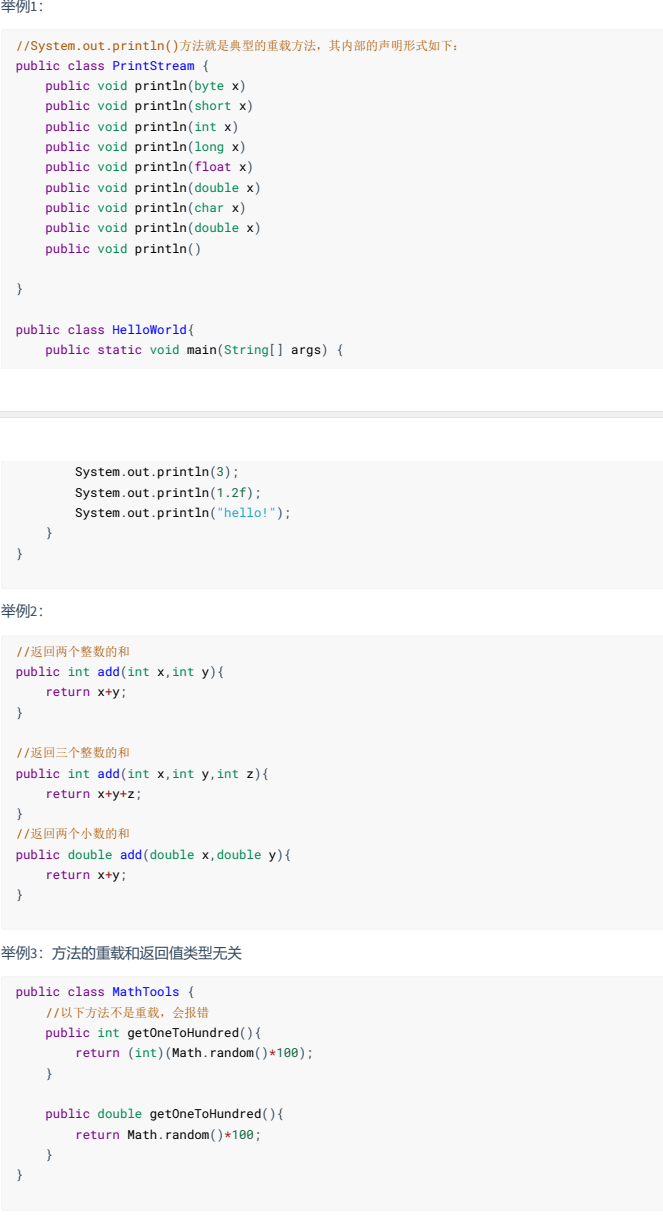 举例1：
//System.out.println()方法就是典型的重载方法，其内部的声明形式如下：
public class PrintStream {
    public void println(byte x)
    public void println(short x)
    public void println(int x)
    public void println(long x)
    public void println(float x)
    public void println(double x)
    public void println(char x)
    public void println(double x)
    public void println()

}

public class HelloWorld{
    public static void main(String[] args) {
        System.out.println(3);
        System.out.println(1.2f);
        System.out.println("hello!");
    }
}
举例2：
//返回两个整数的和
public int add(int x,int y){
    return x+y;
}

//返回三个整数的和
public int add(int x,int y,int z){
    return x+y+z;
}
//返回两个小数的和
public double add(double x,double y){
    return x+y;
}
举例3：方法的重载和返回值类型无关
public class MathTools {
    //以下方法不是重载，会报错
    public int getOneToHundred(){
        return (int)(Math.random()*100);
    }

    public double getOneToHundred(){
        return Math.random()*100;
    }
}